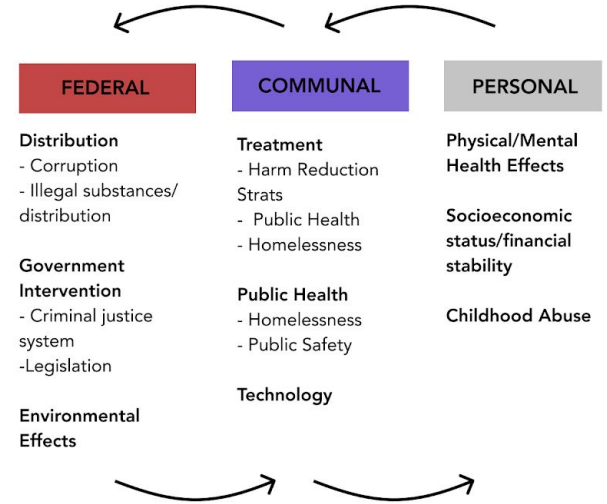 FEDERAL
Distribution
- Corruption
- Illegal substances/
distribution
Government
Intervention
- Criminal justice
system
-Legislation
Environmental
Effects
COMMUNAL
Treatment
- Harm Reduction
Strats
- Public Health
- Homelessness
Public Health
- Homelessness
- Public Safety
Technology
PERSONAL
Physical/Mental
Health Effects
Socioeconomic
status/financial
stability
Childhood Abuse